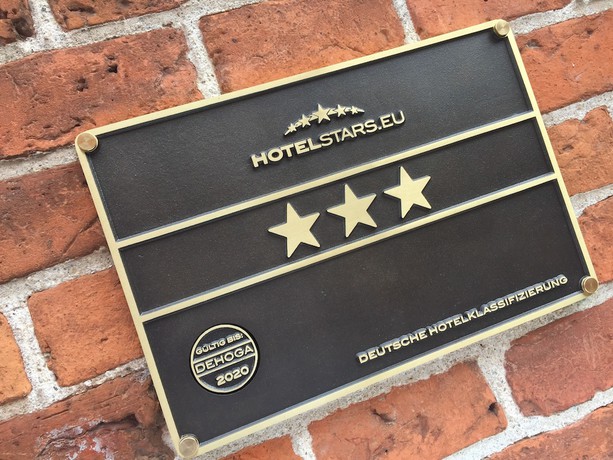 HOTELSTARS.EU
GÜLTIG BIS:
DEHOGA
2020
DEUTSCHE HOTELKLASSIFIZIERUNG